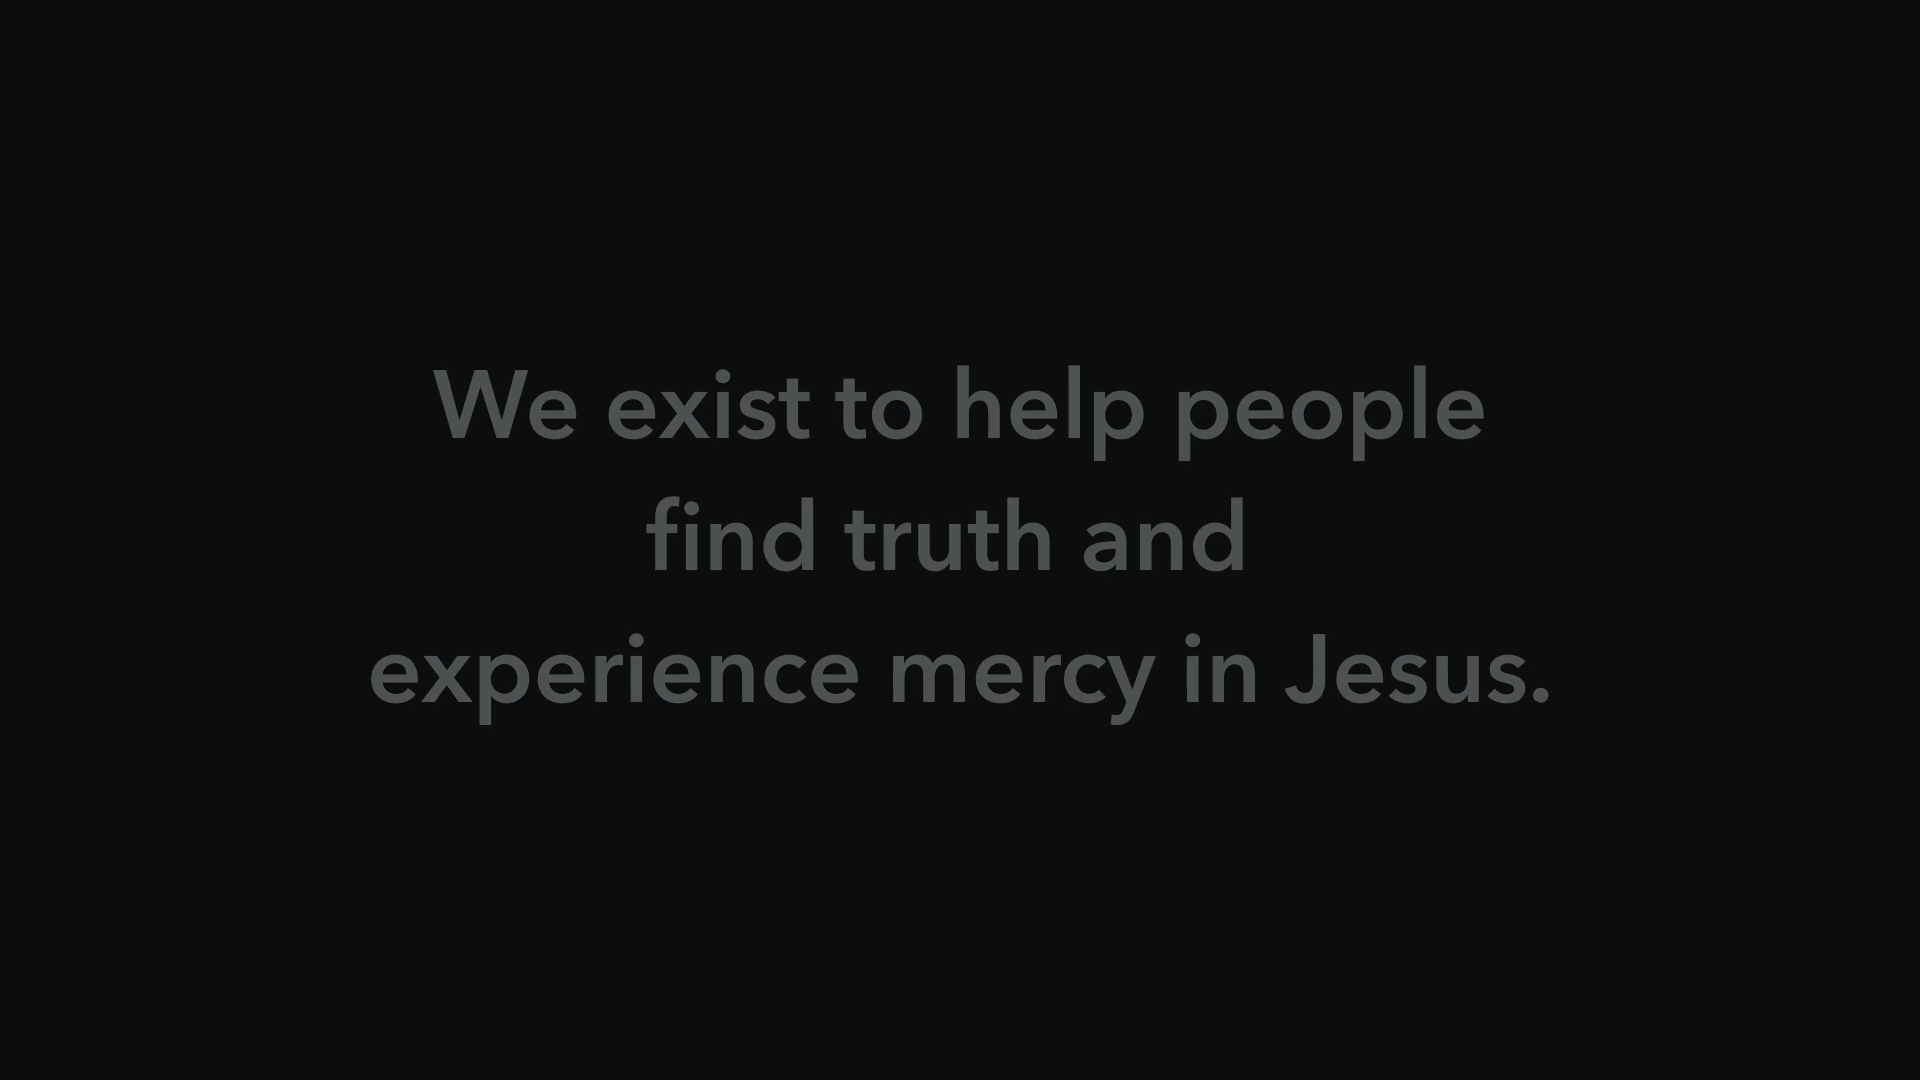 We exist to help people
find truth and
experience mercy in Jesus.